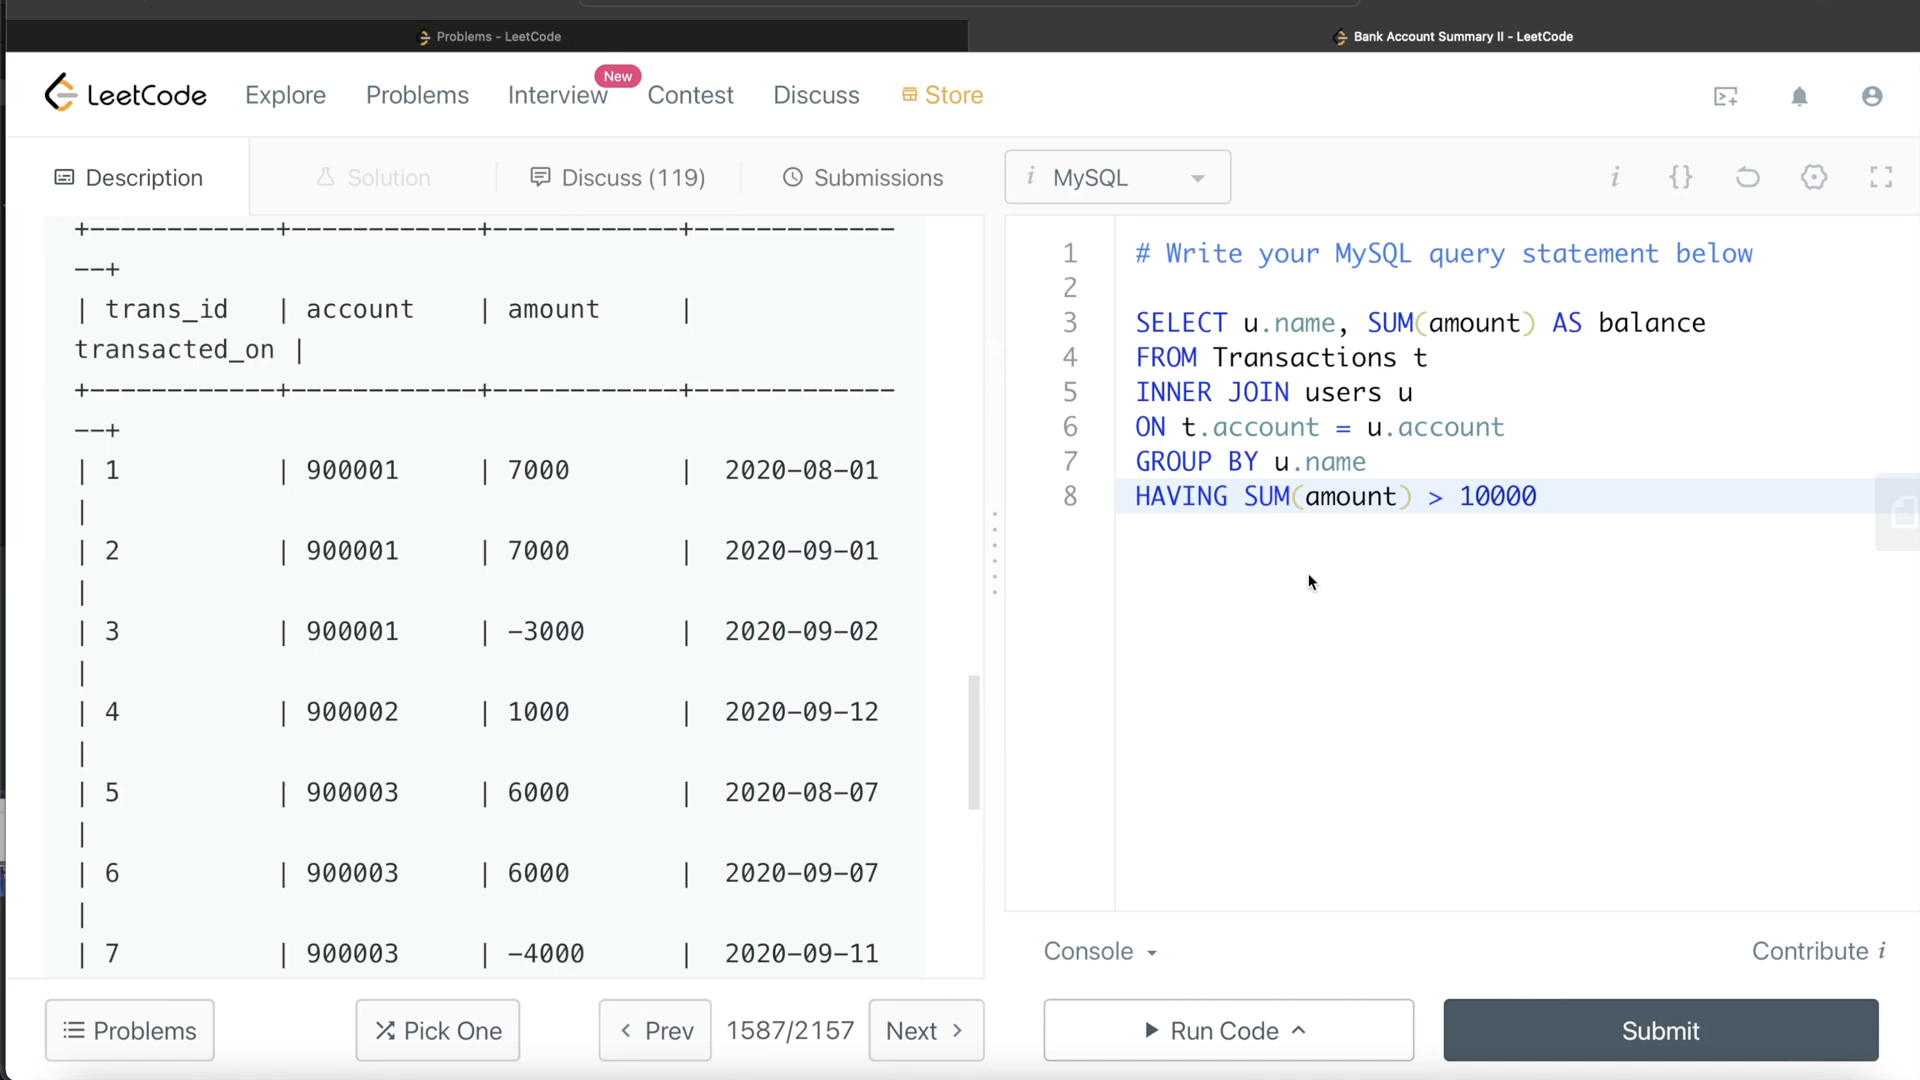 Problems - LeetCode
Bank Account Summary II - LeetCode
LeetCode Explore Problems Interview New Contest Discuss Store
Description Solution Discuss (119) Submissions
+------------+------------+------------+------------
--+
| trans_id | account | amount |
transacted_on |
+------------+------------+------------+------------
--+
| 1 | 900001 | 7000 | 2020-08-01
|
| 2 | 900001 | 7000 | 2020-09-01
|
| 3 | 900001 | -3000 | 2020-09-02
|
| 4 | 900002 | 1000 | 2020-09-12
|
| 5 | 900003 | 6000 | 2020-08-07
|
| 6 | 900003 | 6000 | 2020-09-07
|
| 7 | 900003 | -4000 | 2020-09-11
Problems Pick One < Prev 1587/2157 Next >
i MySQL i {}
1 # Write your MySQL query statement below
2
3 SELECT u.name, SUM(amount) AS balance
4 FROM Transactions t
5 INNER JOIN users u
6 ON t.account = u.account
7 GROUP BY u.name
8 HAVING SUM(amount) > 10000
Console Contribute i
Run Code Submit